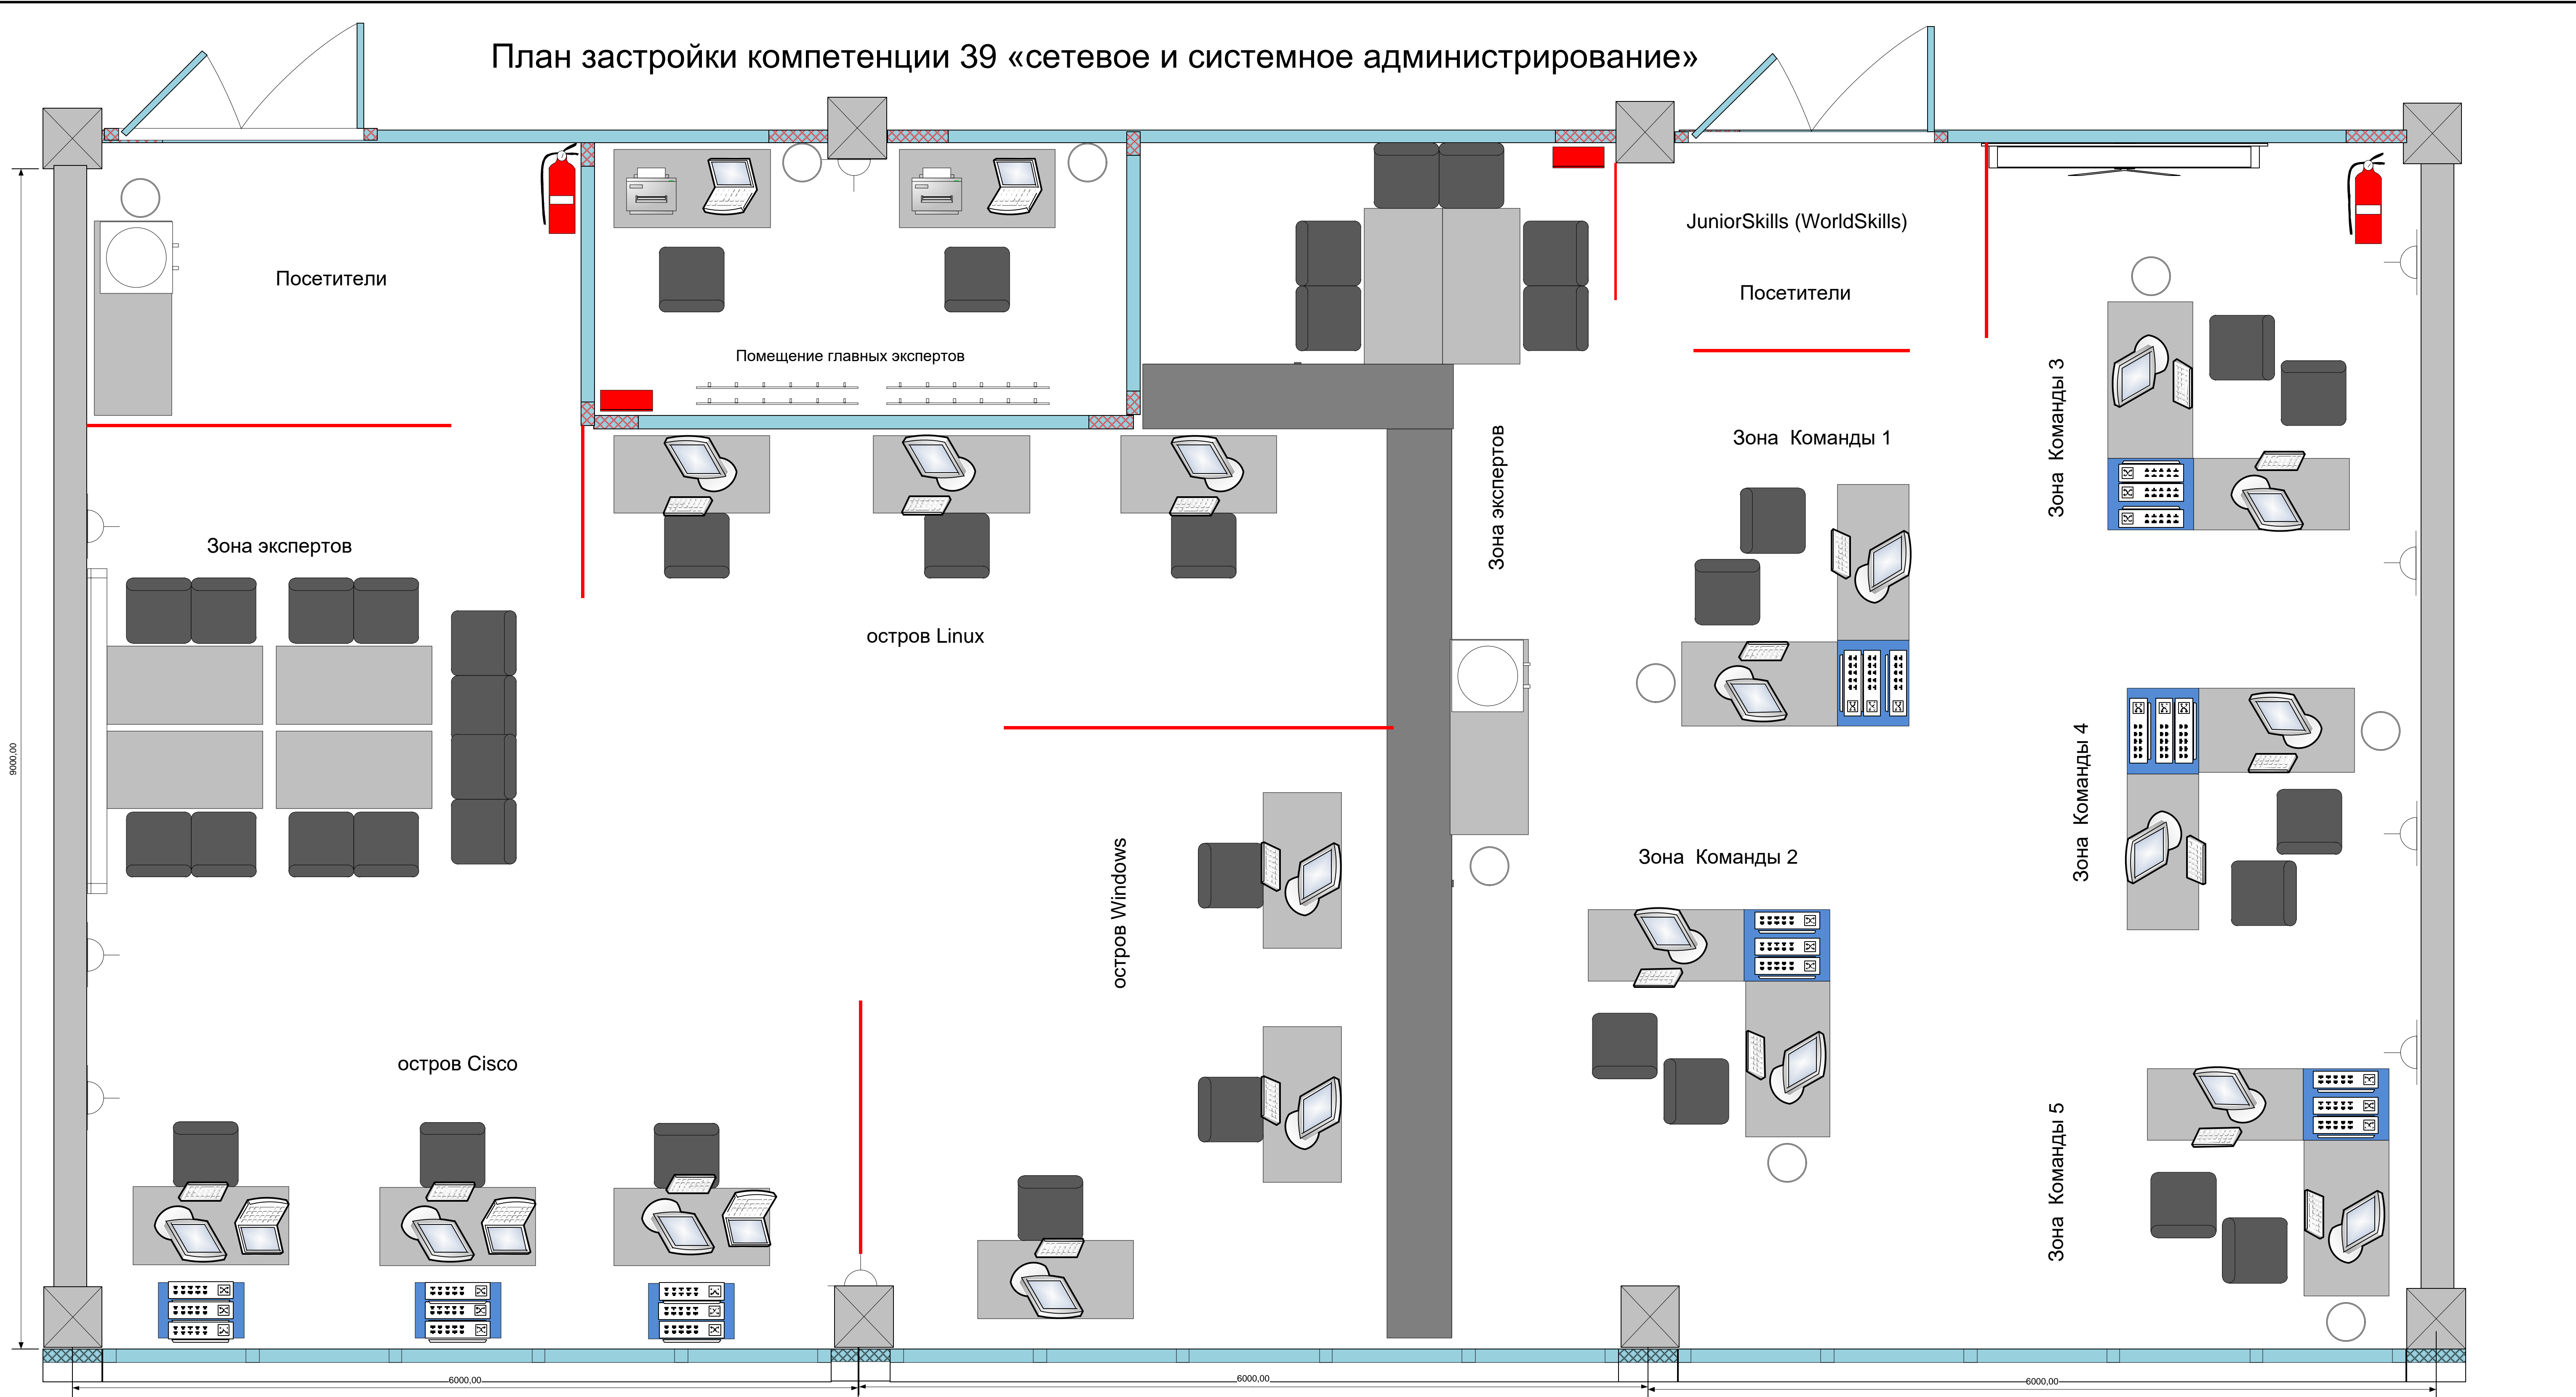 План застройки компетенции 39 «сетевое и системное администрирование»
JuniorSkills (WorldSkills)
Посетители
Посетители
Помещение главных экспертов
Зона экспертов
Зона экспертов
Зона Команды 1
Зона Команды 3
остров Linux
остров Windows
Зона Команды 2
Зона Команды 4
остров Cisco
Зона Команды 5
9000,00
6000,00
6000,00
6000,00